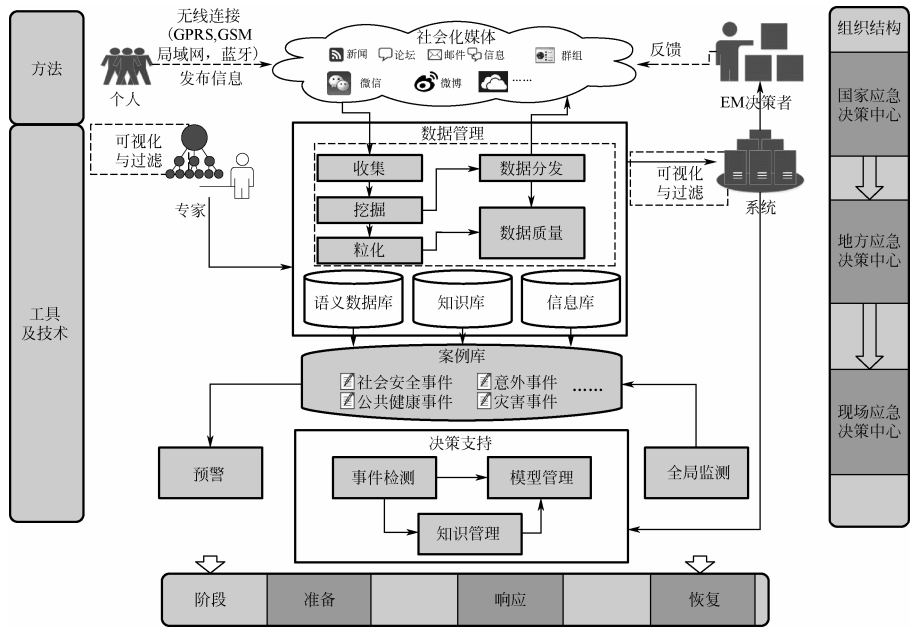 方法
工具
及技术
无线连接
(GPRS,GSM
局域网，蓝牙)
发布信息
个人
社会化媒体
新闻
论坛
邮件
信息
群组
微信
微博
……
反馈
EM决策者
可视化
与过滤
专家
数据管理
收集
挖掘
粒化
数据分发
数据质量
语义数据库
知识库
信息库
可视化
与过滤
系统
案例库
社会安全事件
意外事件
公共健康事件
灾害事件
……
预警
决策支持
事件检测
模型管理
知识管理
全局监测
组织结构
国家应急
决策中心
地方应急
决策中心
现场应急
决策中心
阶段
准备
响应
恢复